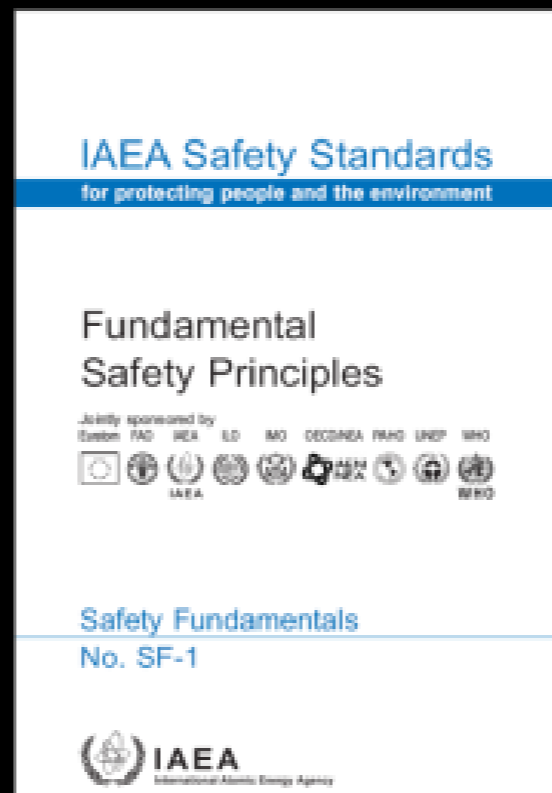 IAEA Safety Standards
for protecting people and the environment
Fundamental
Safety Principles
Jointly sponsored by
Euratom FAO IAEA ILO IMO OECD/NEA PAHO UNEP WHO
IAEA
WHO
Safety Fundamentals
No. SF-1
IAEA
International Atomic Energy Agency